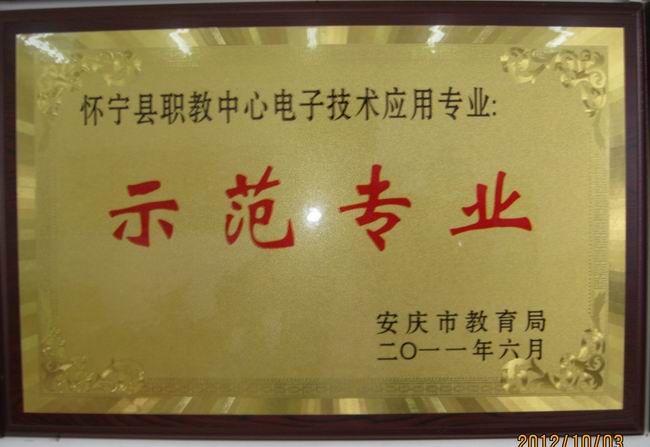 怀宁县职教中心电子技术应用专业:
示范专业
安庆市教育局
二〇一一年六月
2012/10/03